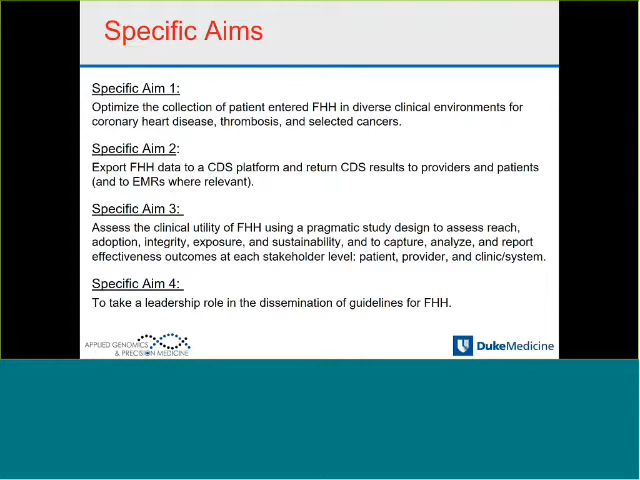 Specific Aims
Specific Aim 1:
Optimize the collection of patient entered FHH in diverse clinical environments for
coronary heart disease, thrombosis, and selected cancers.
Specific Aim 2:
Export FHH data to a CDS platform and return CDS results to providers and patients
(and to EMRs where relevant).
Specific Aim 3:
Assess the clinical utility of FHH using a pragmatic study design to assess reach,
adoption, integrity, exposure, and sustainability, and to capture, analyze, and report
effectiveness outcomes at each stakeholder level: patient, provider, and clinic/system.
Specific Aim 4:
To take a leadership role in the dissemination of guidelines for FHH.
APPLIED GENOMICS
& PRECISION MEDICINE
DukeMedicine